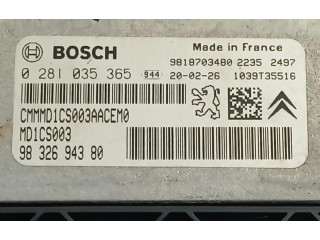 BOSCH
Made in France
9818703480 2235 2497
0 281 035 365 944 20-02-26 1039T35516
CMMMD1CS003AACEM0
MD1CS003
98 326 943 80